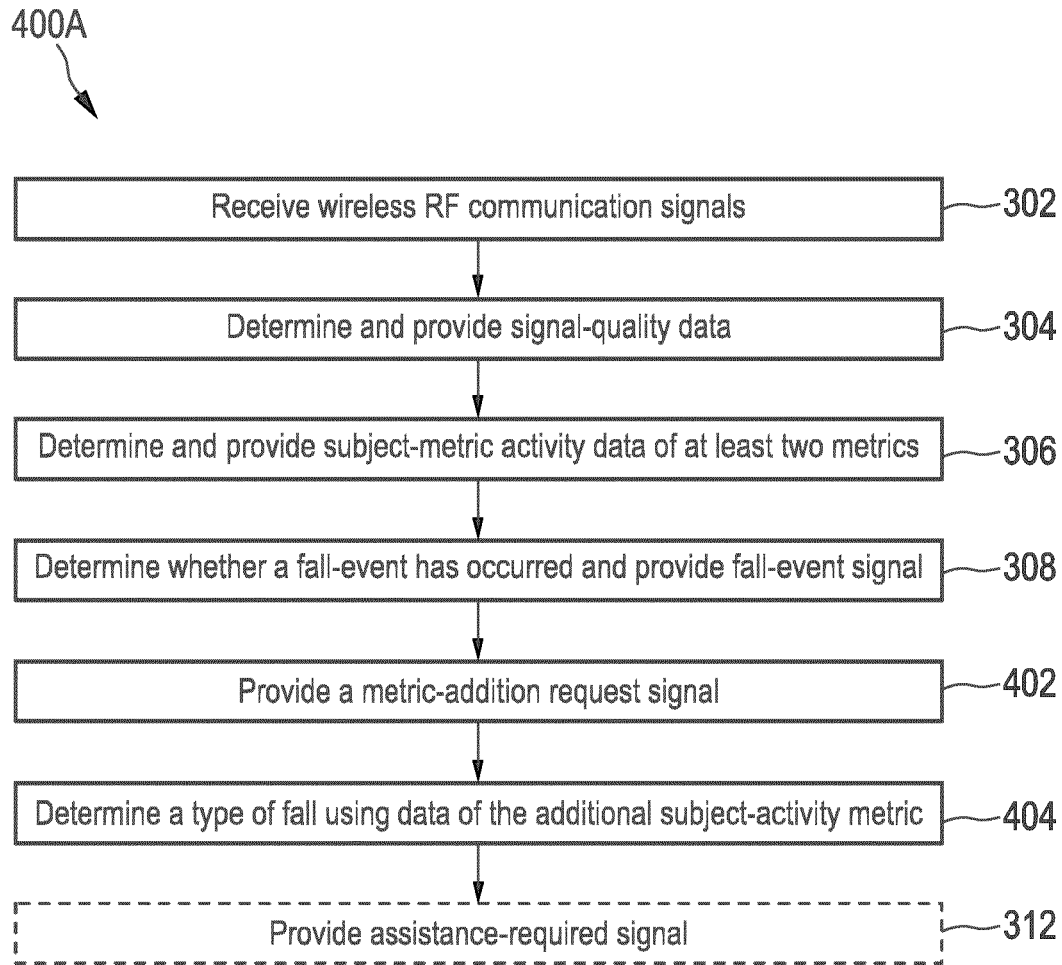 400A
Receive wireless RF communication signals
302
Determine and provide signal-quality data
304
Determine and provide subject-metric activity data of at least two metrics
306
Determine whether a fall-event has occurred and provide fall-event signal
308
Provide a metric-addition request signal
402
Determine a type of fall using data of the additional subject-activity metric
404
Provide assistance-required signal
312